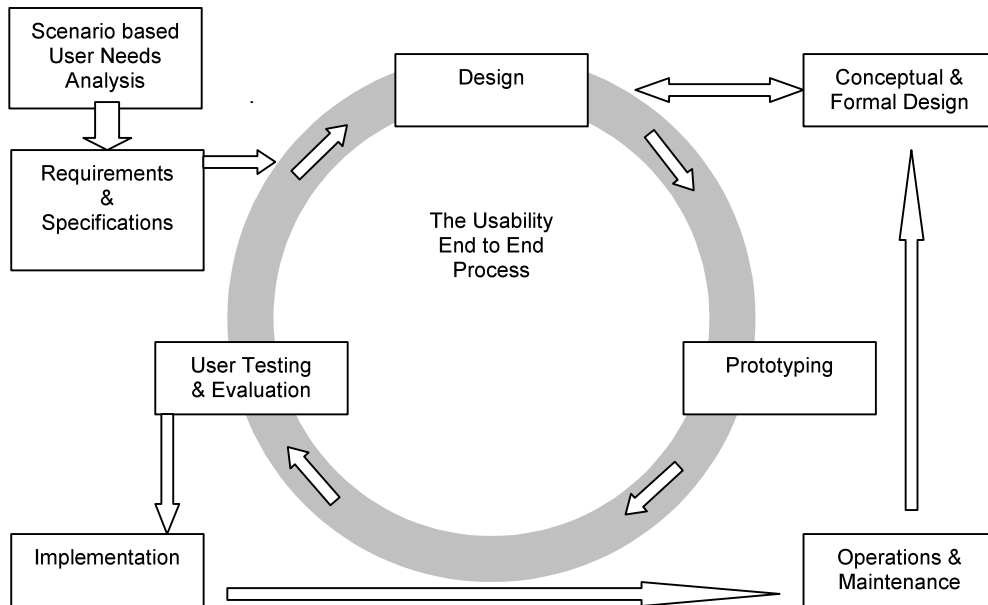 Scenario based
User Needs
Analysis
Requirements
&
Specifications
Design
Conceptual &
Formal Design
The Usability
End to End
Process
User Testing
& Evaluation
Prototyping
Implementation
Operations &
Maintenance